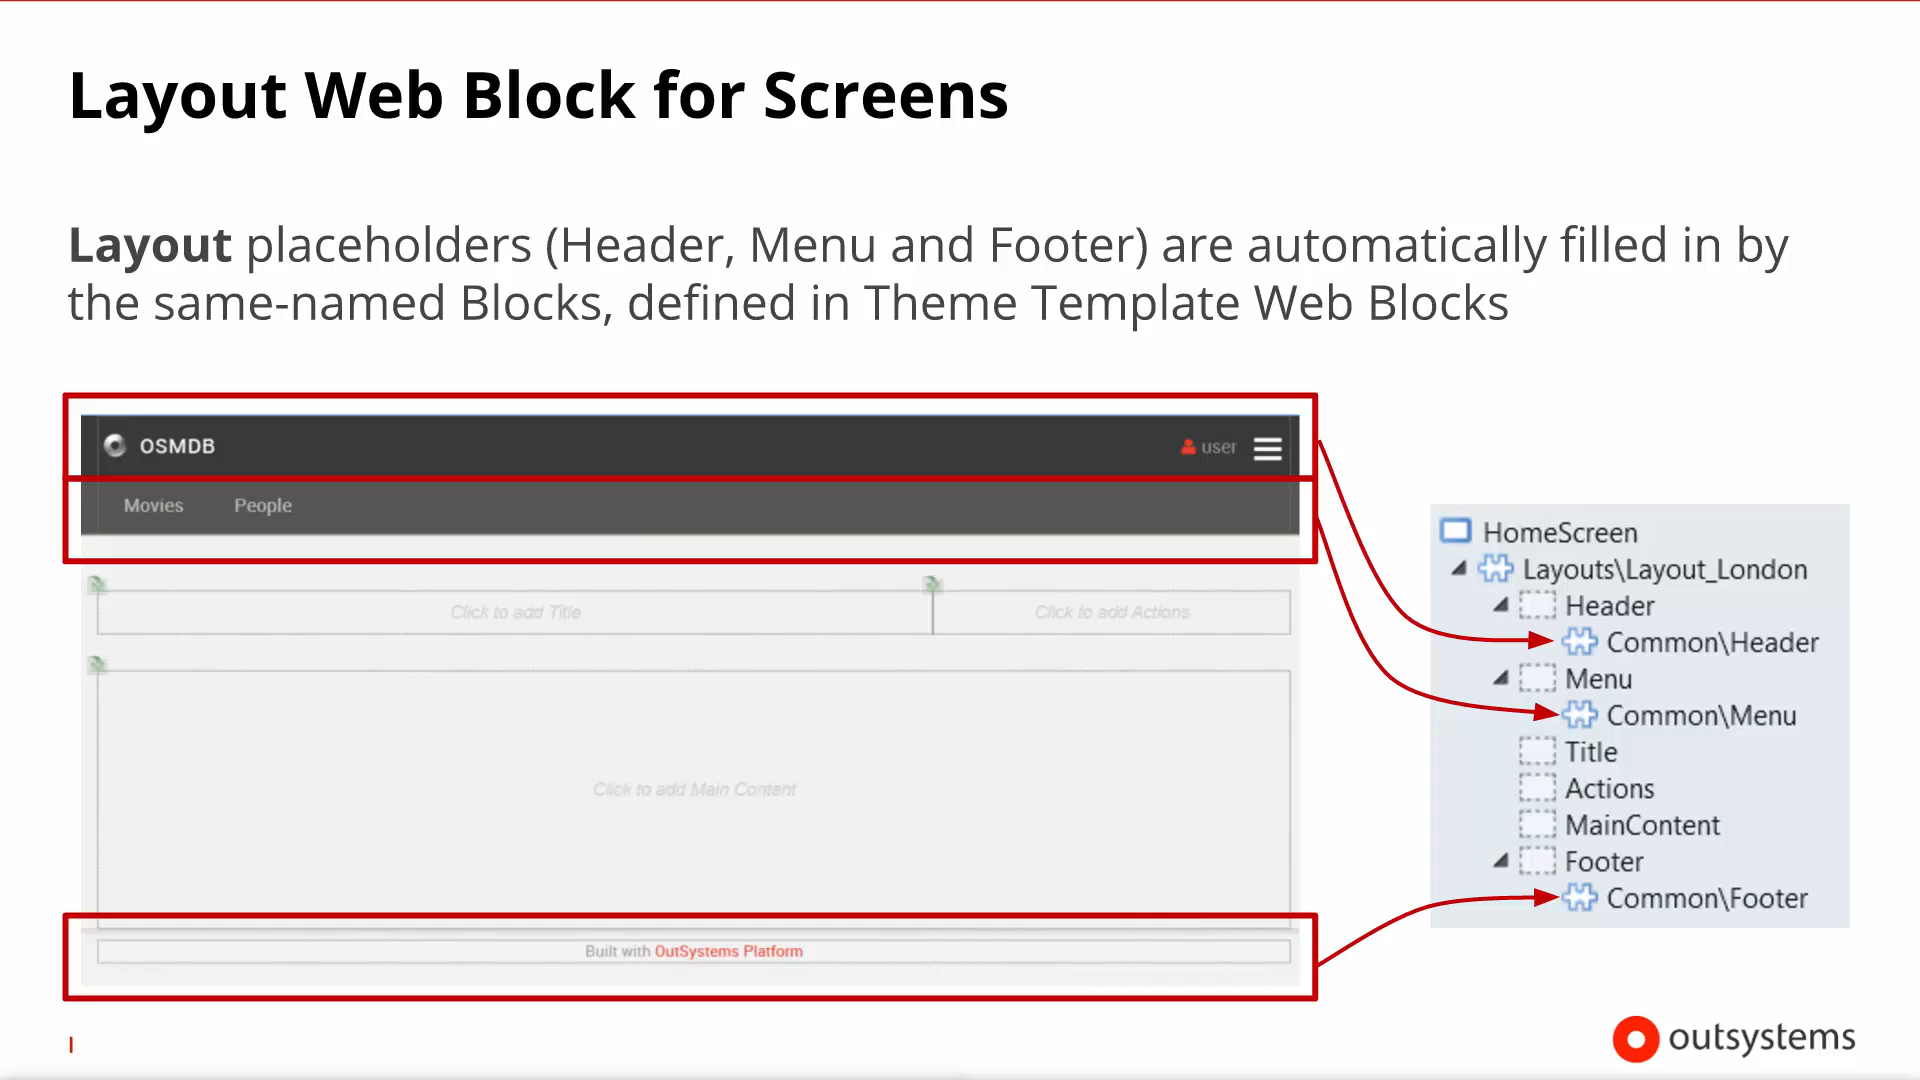 Layout Web Block for Screens
Layout placeholders (Header, Menu and Footer) are automatically filled in by
the same-named Blocks, defined in Theme Template Web Blocks
OSMDB
user
Movies
People
Click to add Title
Click to add Actions
Click to add Main Content
Built with OutSystems Platform
HomeScreen
Layouts\Layout_London
Header
Common\Header
Menu
Common\Menu
Title
Actions
MainContent
Footer
Common\Footer
I
outsystems